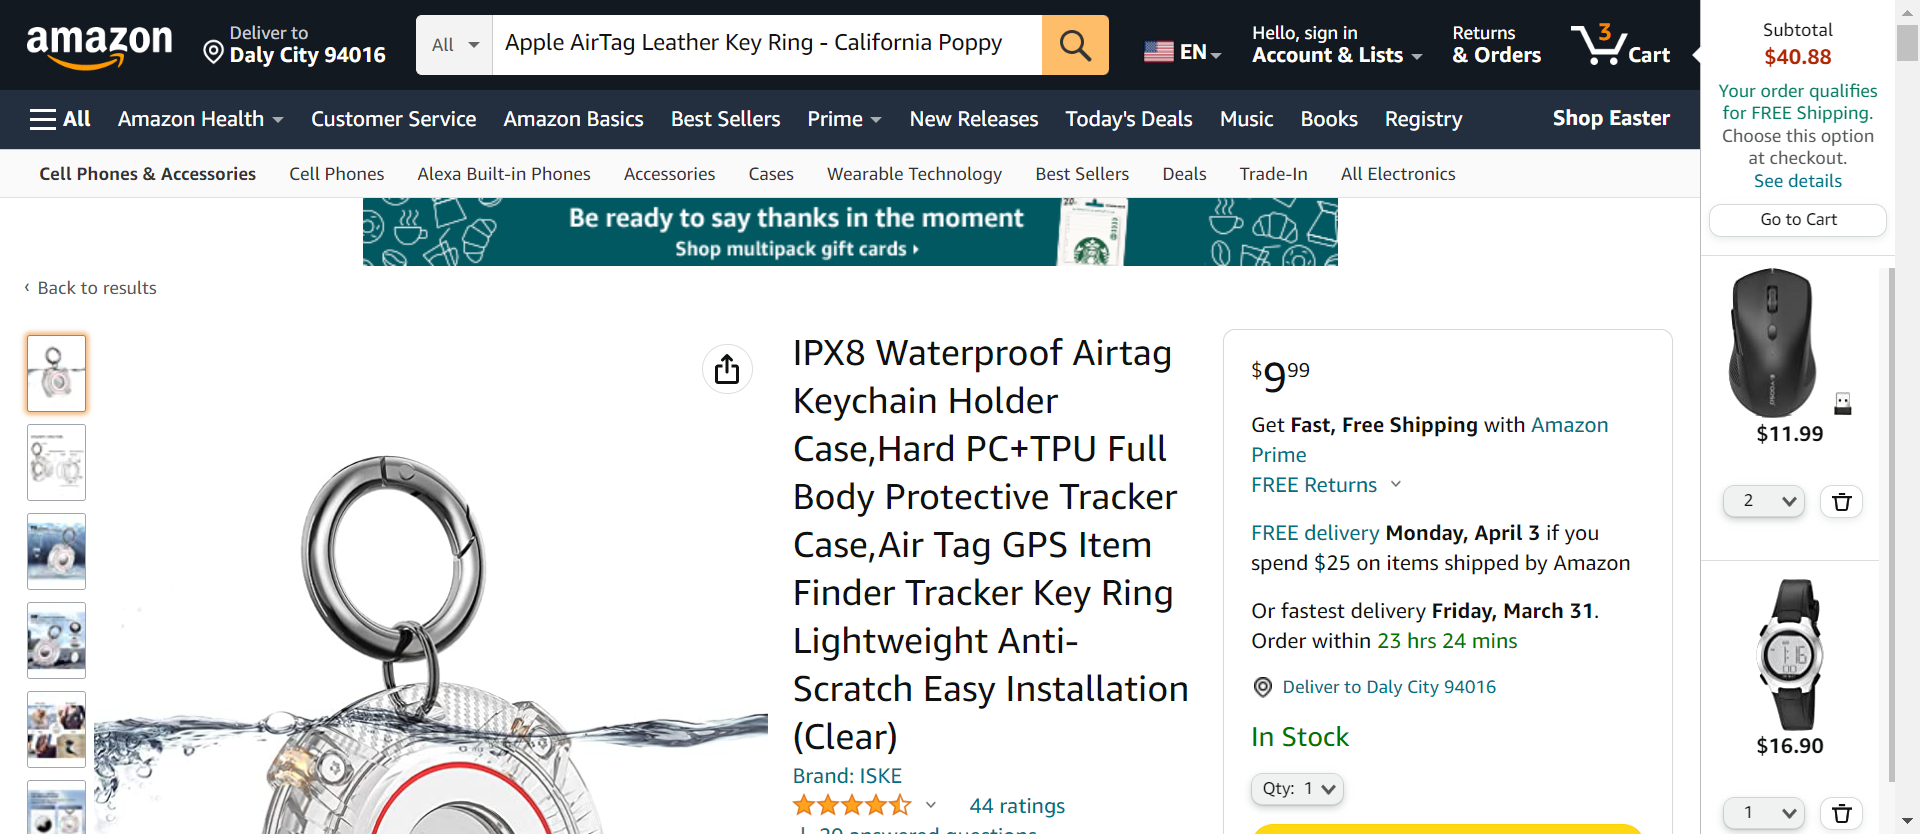 amazon
Deliver to
Daly City 94016
All
Apple AirTag Leather Key Ring - California Poppy
EN
Hello, sign in
Account & Lists
Returns
& Orders
3
Cart
All
Amazon Health
Customer Service
Amazon Basics
Best Sellers
Prime
New Releases
Today's Deals
Music
Books
Registry
Shop Easter
Cell Phones & Accessories
Cell Phones
Alexa Built-in Phones
Accessories
Cases
Wearable Technology
Best Sellers
Deals
Trade-In
All Electronics
Be ready to say thanks in the moment
Shop multipack gift cards
‹ Back to results
IPX8 Waterproof Airtag
Keychain Holder
Case,Hard PC+TPU Full
Body Protective Tracker
Case,Air Tag GPS Item
Finder Tracker Key Ring
Lightweight Anti-
Scratch Easy Installation
(Clear)
Brand: ISKE
44 ratings
20 answered questions
$9.99
Get Fast, Free Shipping with Amazon
Prime
FREE Returns
FREE delivery Monday, April 3 if you
spend $25 on items shipped by Amazon
Or fastest delivery Friday, March 31.
Order within 23 hrs 24 mins
Deliver to Daly City 94016
In Stock
Qty: 1
Subtotal
$40.88
Your order qualifies
for FREE Shipping.
Choose this option
at checkout.
See details
Go to Cart
$11.99
2
1:16
$16.90
1